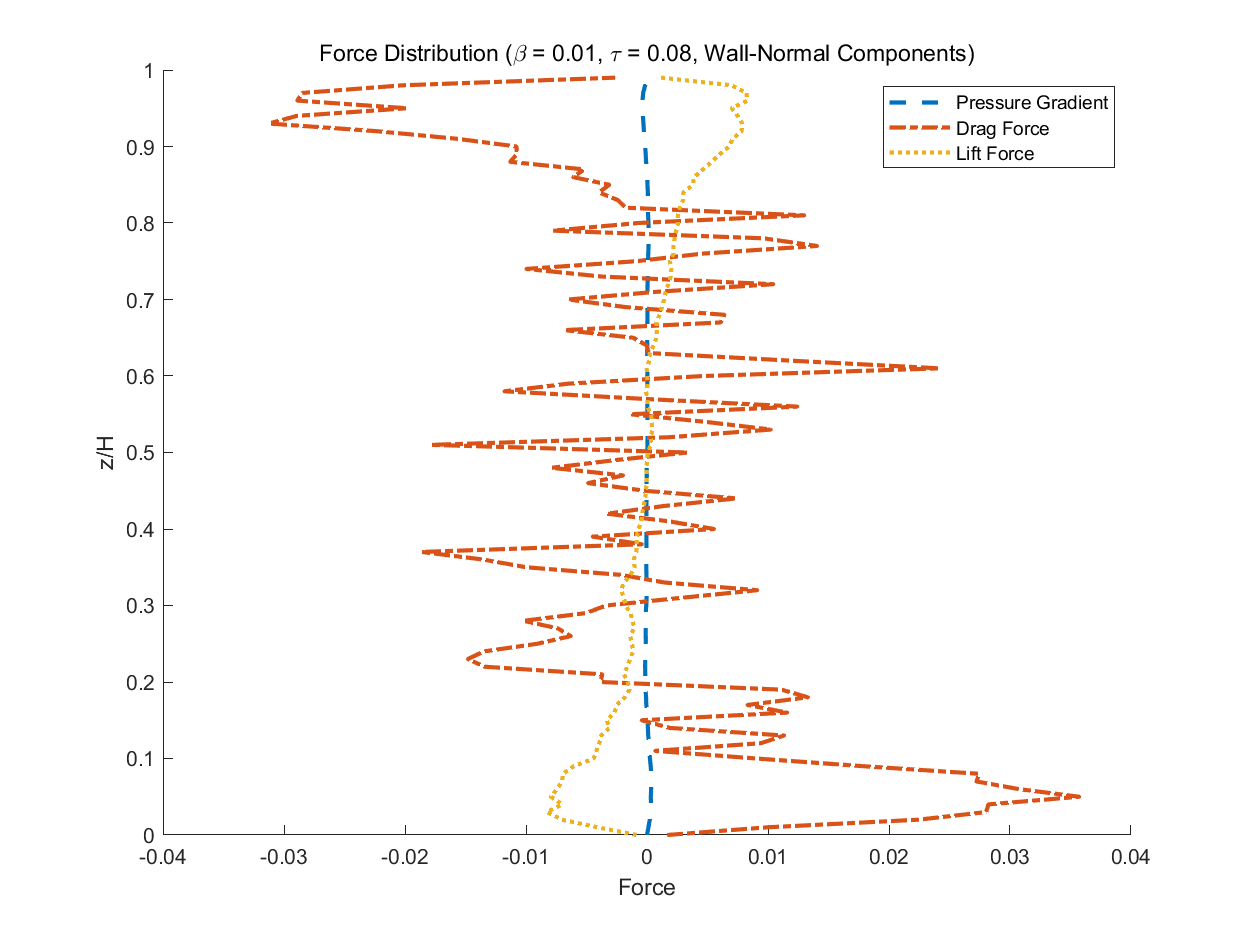 Force Distribution (β = 0.01, τ = 0.08, Wall-Normal Components)
Pressure Gradient
Drag Force
Lift Force
z/H
1
0.9
0.8
0.7
0.6
0.5
0.4
0.3
0.2
0.1
0
-0.04 -0.03 -0.02 -0.01 0 0.01 0.02 0.03 0.04
Force